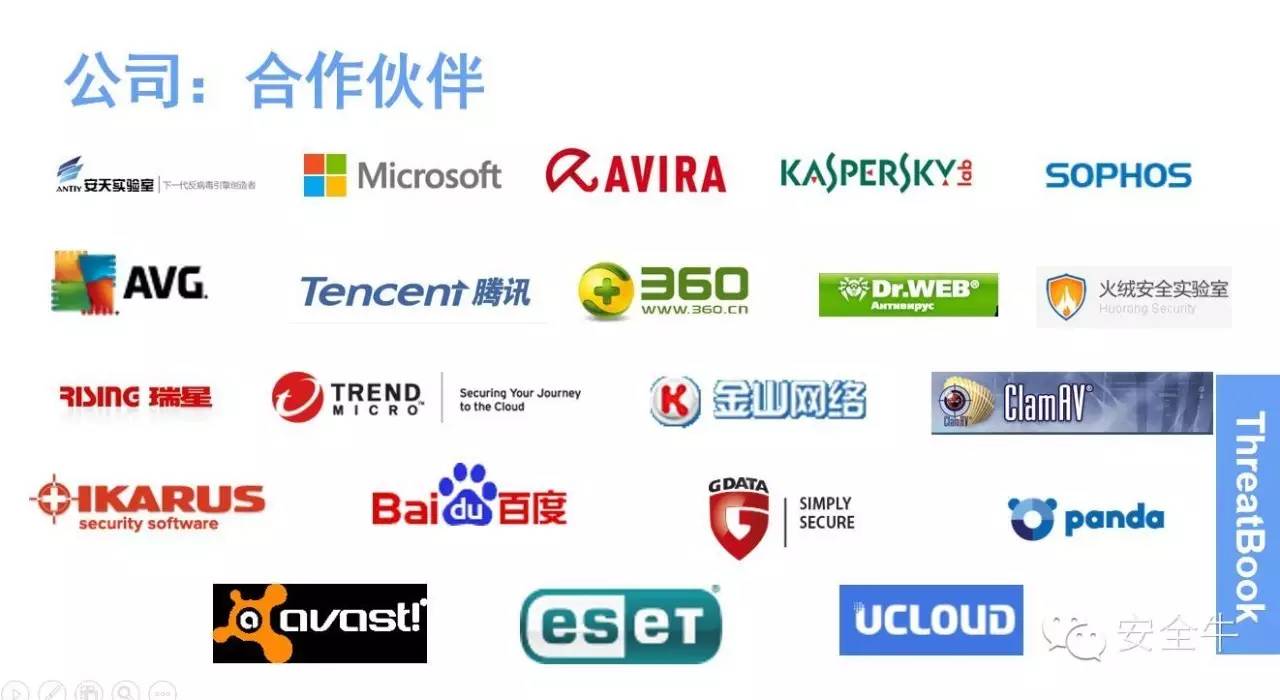 公司：合作伙伴
ANTIY 安天实验室 下一代反病毒引擎创造者
Microsoft
AVIRA
KASPERSKY lab
SOPHOS
AVG.
Tencent 腾讯
360
www.360.cn
Dr.WEB®
Антивирус
火绒安全实验室
Huorong Security
RISING 瑞星
TREND MICRO™
Securing Your Journey
to the Cloud
K 金山网络
ClamAV
ClamAV®
IKARUS
security software
Bai du 百度
G DATA
SIMPLY
SECURE
panda
a avast!®
eset®
UCLOUD
安全牛
ThreatBook